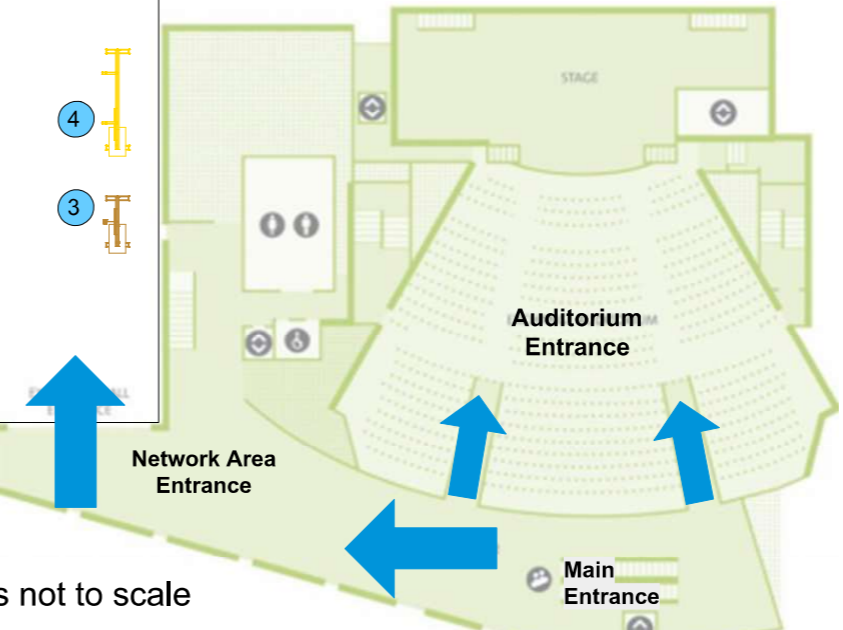 STAGE
4
3
Auditorium
Entrance
Network Area
Entrance
Main
Entrance
s not to scale